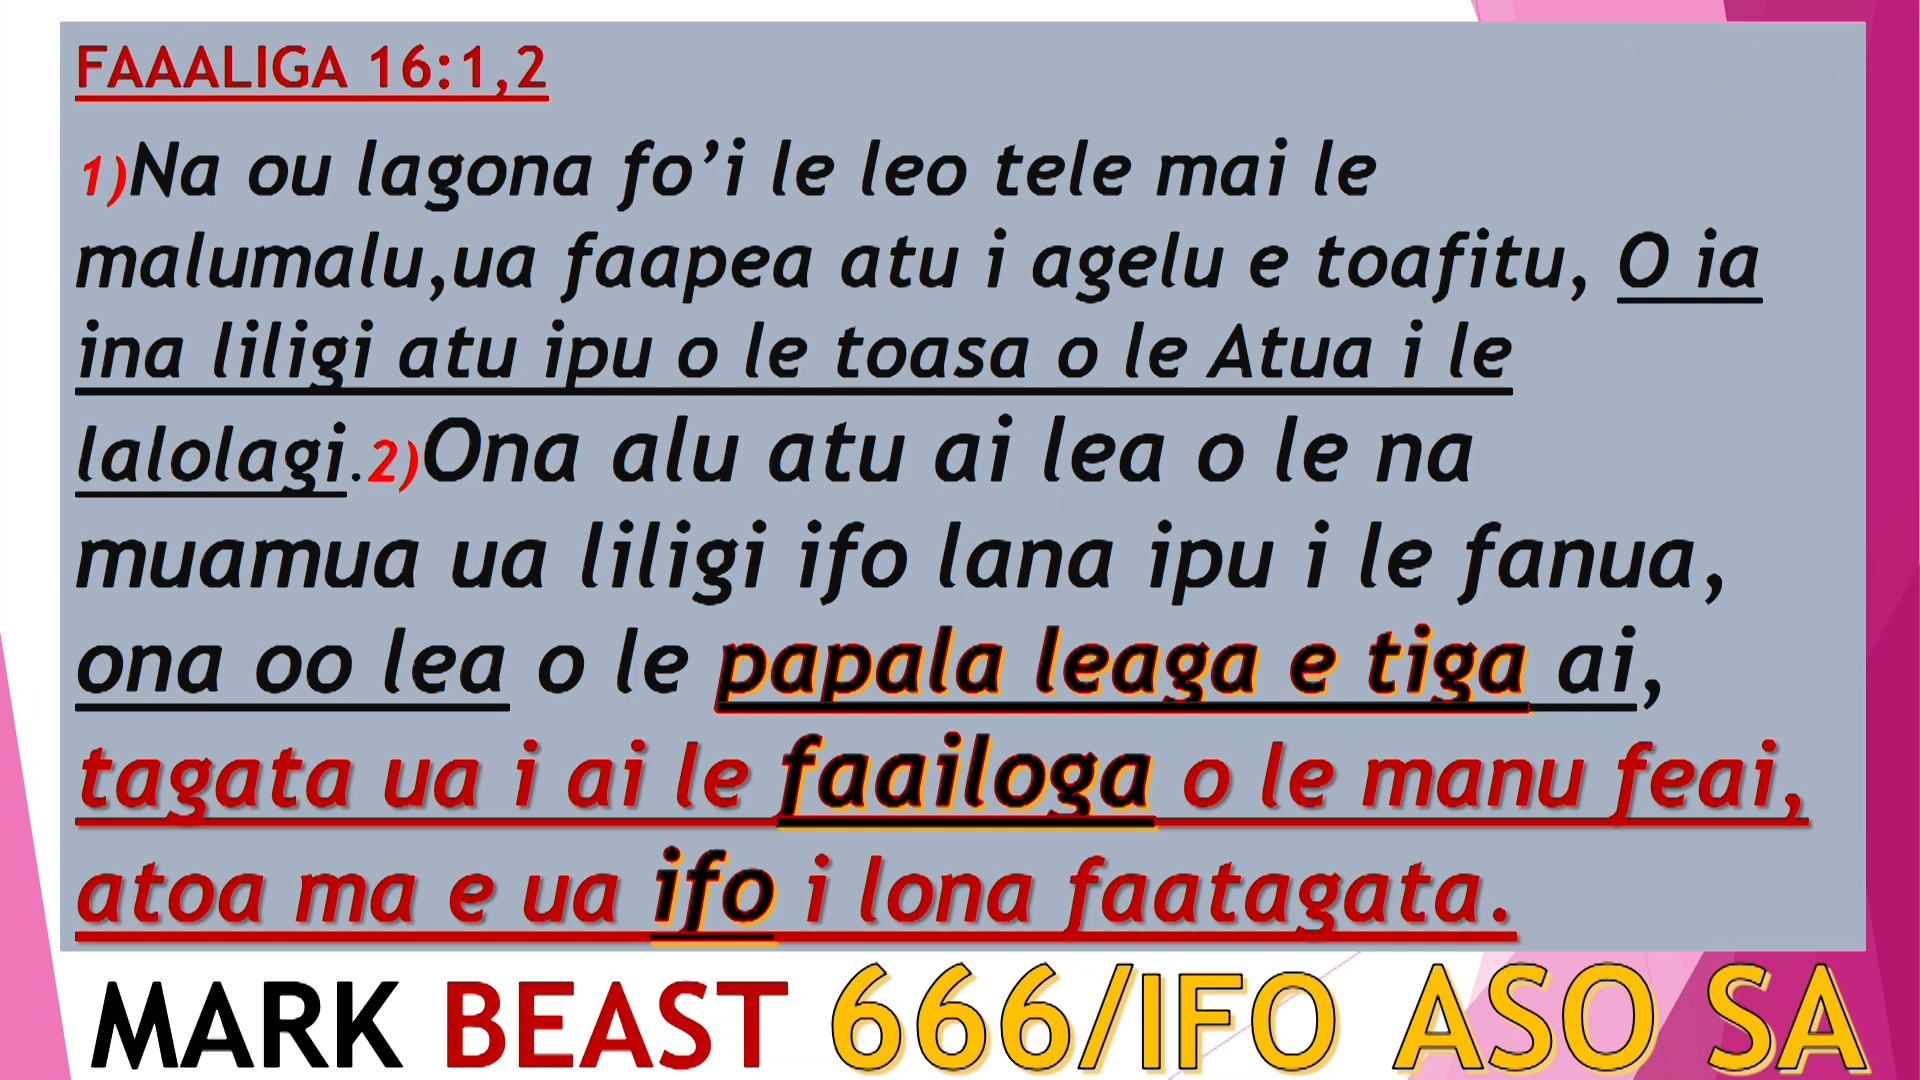 FAAALIGA 16:1,2
1)Na ou lagona fo’i le leo tele mai le
malumalu,ua faapea atu i agelu e toafitu, O ia
ina liligi atu ipu o le toasa o le Atua i le
lalolagi.2)Ona alu atu ai lea o le na
muamua ua liligi ifo lana ipu i le fanua,
ona oo lea o le papala leaga e tiga ai,
tagata ua i ai le faailoga o le manu feai,
atoa ma e ua ifo i lona faatagata.
MARK BEAST 666/IFO ASO SA